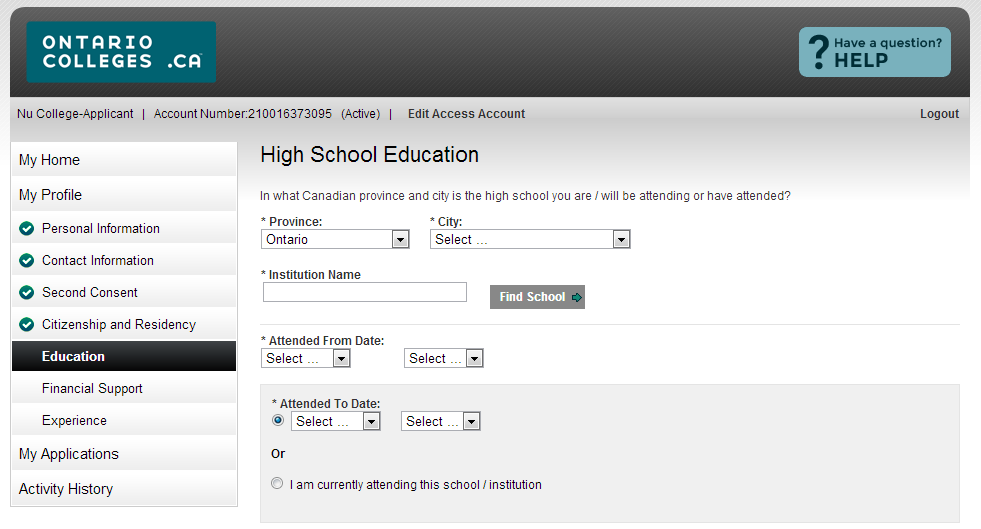 ONTARIO
COLLEGES .CA™
? Have a question?
HELP
Nu College-Applicant | Account Number:210016373095 (Active) | Edit Access Account Logout
My Home
My Profile
Personal Information
Contact Information
Second Consent
Citizenship and Residency
Education
Financial Support
Experience
My Applications
Activity History
High School Education
In what Canadian province and city is the high school you are / will be attending or have attended?
* Province: * City:
Ontario Select ...
* Institution Name
Find School
* Attended From Date:
Select ... Select ...
* Attended To Date:
Select ... Select ...
Or
I am currently attending this school / institution